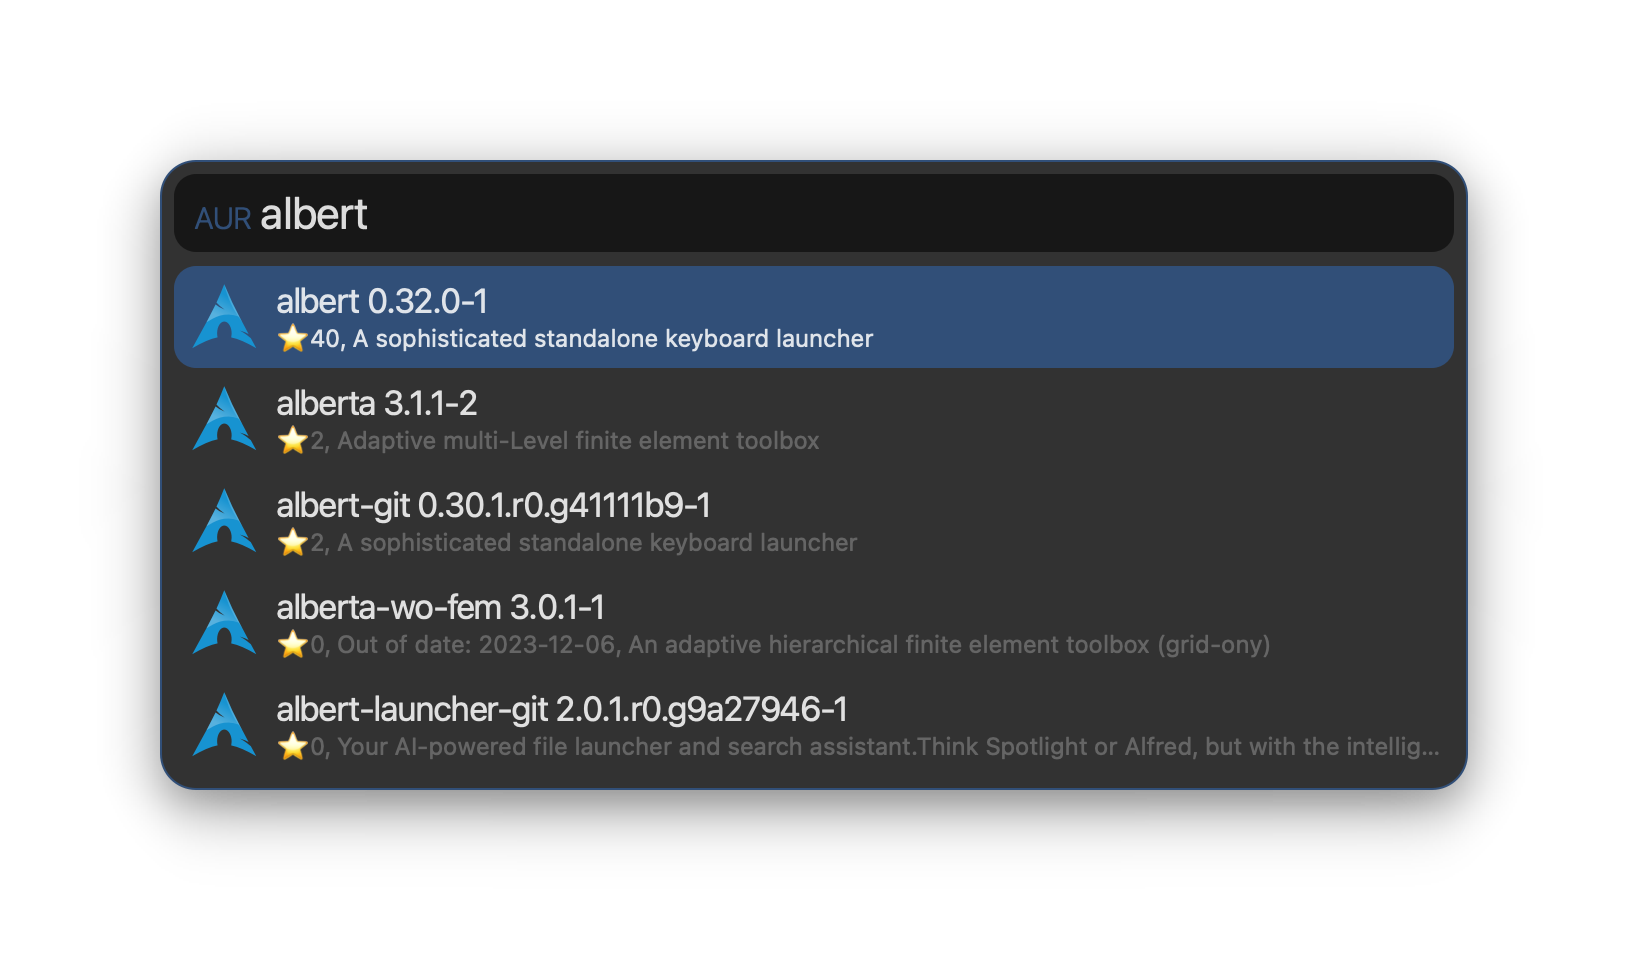 AUR albert
albert 0.32.0-1
⭐40, A sophisticated standalone keyboard launcher
alberta 3.1.1-2
⭐2, Adaptive multi-Level finite element toolbox
albert-git 0.30.1.r0.g41111b9-1
⭐2, A sophisticated standalone keyboard launcher
alberta-wo-fem 3.0.1-1
⭐0, Out of date: 2023-12-06, An adaptive hierarchical finite element toolbox (grid-ony)
albert-launcher-git 2.0.1.r0.g9a27946-1
⭐0, Your AI-powered file launcher and search assistant.Think Spotlight or Alfred, but with the intellig...